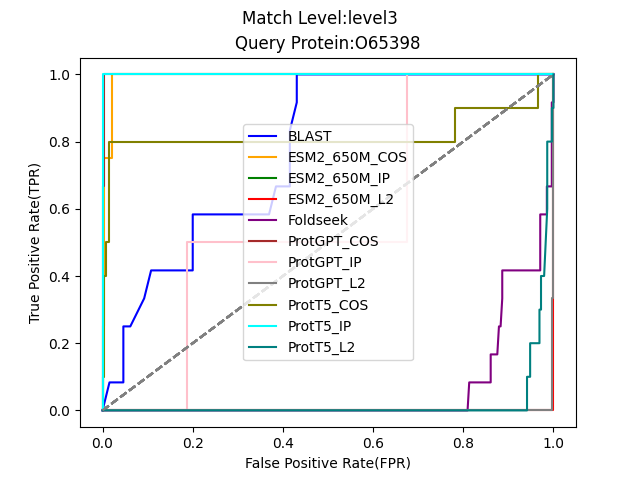 Match Level:level3
Query Protein:O65398
True Positive Rate(TPR)
1.0
0.8
0.6
0.4
0.2
0.0
BLAST
ESM2_650M_COS
ESM2_650M_IP
ESM2_650M_L2
Foldseek
ProtGPT_COS
ProtGPT_IP
ProtGPT_L2
ProtT5_COS
ProtT5_IP
ProtT5_L2
0.0 0.2 0.4 0.6 0.8 1.0
False Positive Rate(FPR)